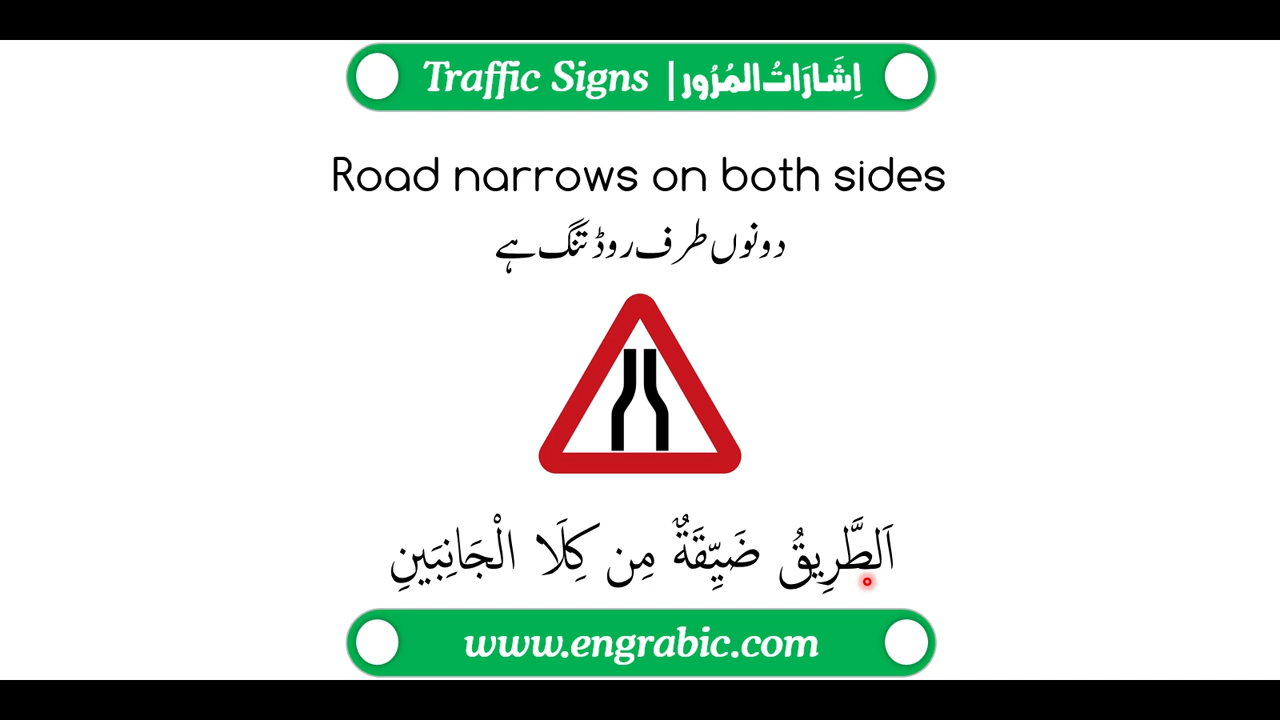 Traffic Signs | اِشَارَاتُ المُرُور
Road narrows on both sides
دونوں طرف روڈ تنگ ہے
اَلطَّرِيقُ ضَيِّقَةٌ مِن كِلَا الْجَانِبَينِ
www.engrabic.com